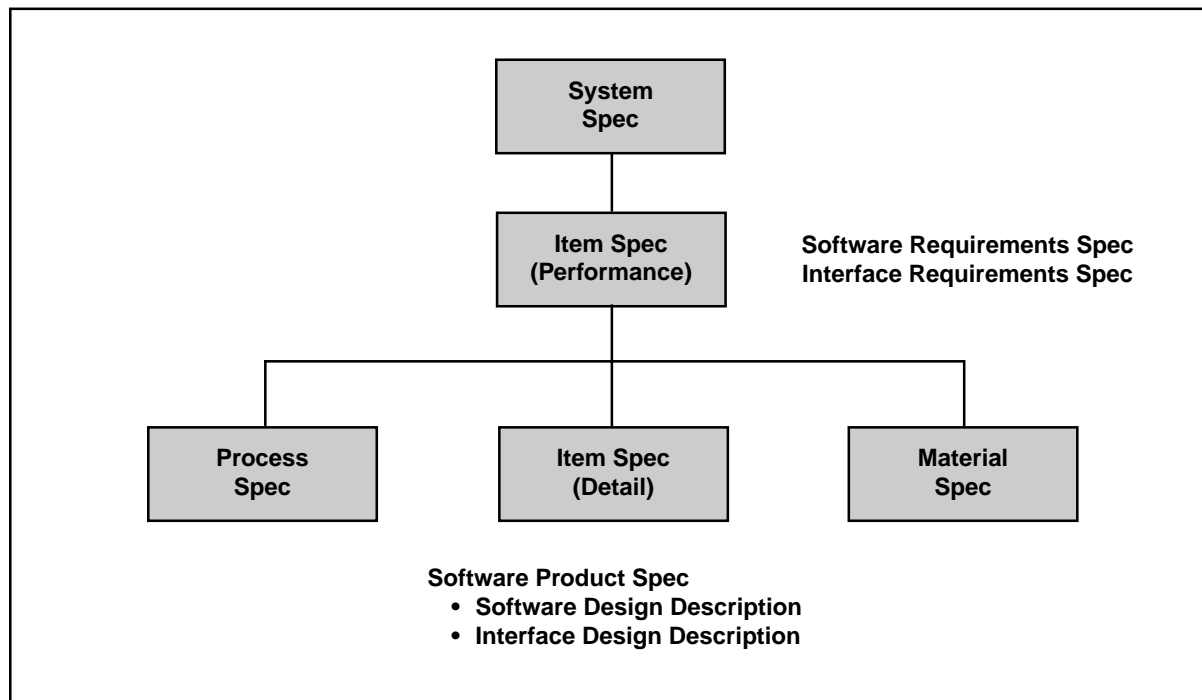 System
Spec
Item Spec
(Performance)
Software Requirements Spec
Interface Requirements Spec
Process
Spec
Item Spec
(Detail)
Material
Spec
Software Product Spec
• Software Design Description
• Interface Design Description